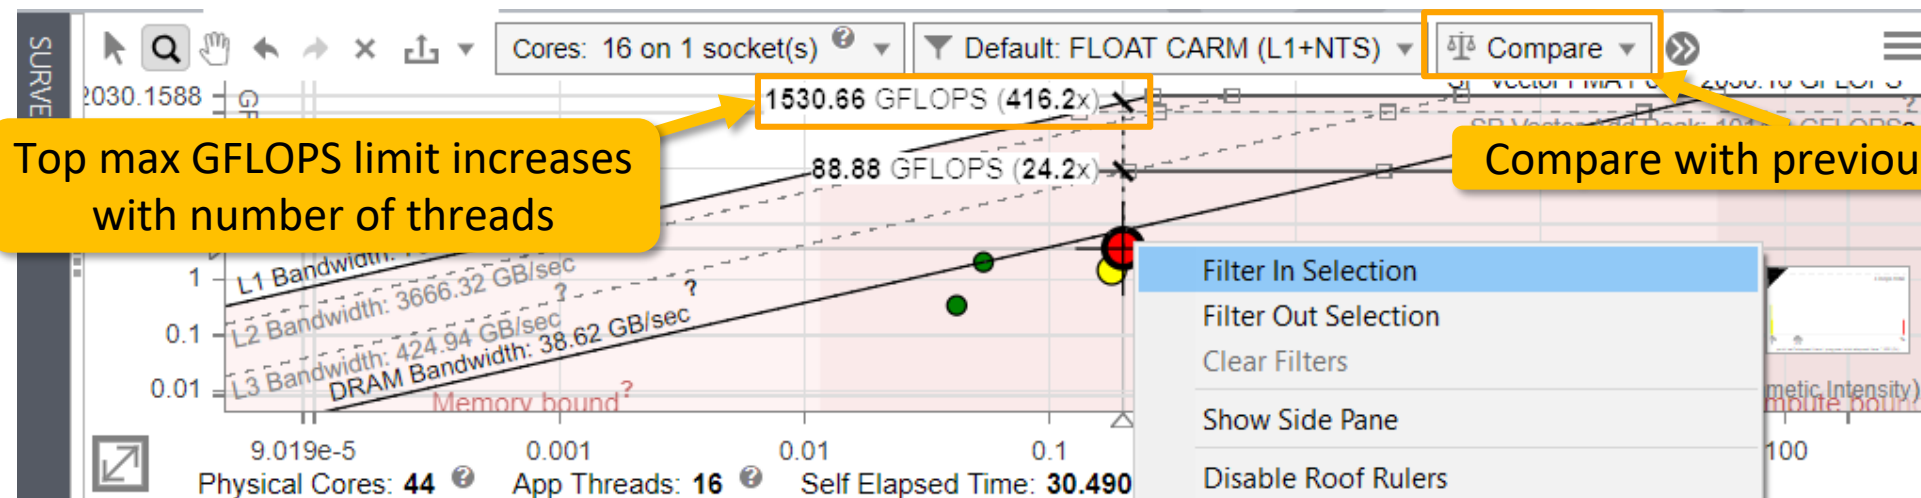 SURVE
Cores: 16 on 1 socket(s) ?
Default: FLOAT CARM (L1+NTS)
Compare
2030.1588
1530.66 GFLOPS (416.2x)
Top max GFLOPS limit increases
with number of threads
Compare with previou
88.88 GFLOPS (24.2x)
1
L1 Bandwidth:
L2 Bandwidth: 3666.32 GB/sec
?
0.1
L3 Bandwidth: 424.94 GB/sec
?
0.01
DRAM Bandwidth: 38.62 GB/sec
Memory bound?
Filter In Selection
Filter Out Selection
Clear Filters
Show Side Pane
Disable Roof Rulers
metic Intensity)
9.019e-5
0.001
0.01
0.1
100
Physical Cores: 44 ?
App Threads: 16 ?
Self Elapsed Time: 30.490